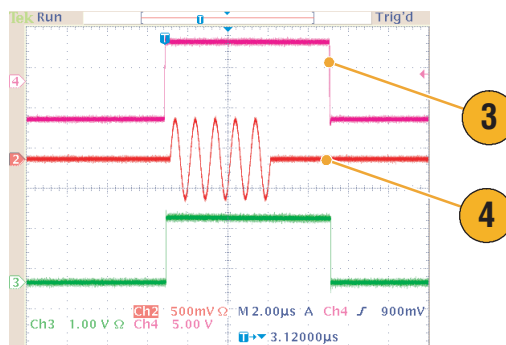 Tek Run Trig'd
T
T
4
3
2
4
3
Ch2 500mV Ω M 2.00µs A Ch4 ʃ 900mV
Ch3 1.00 V Ω Ch4 5.00 V
T→▼ 3.12000µs